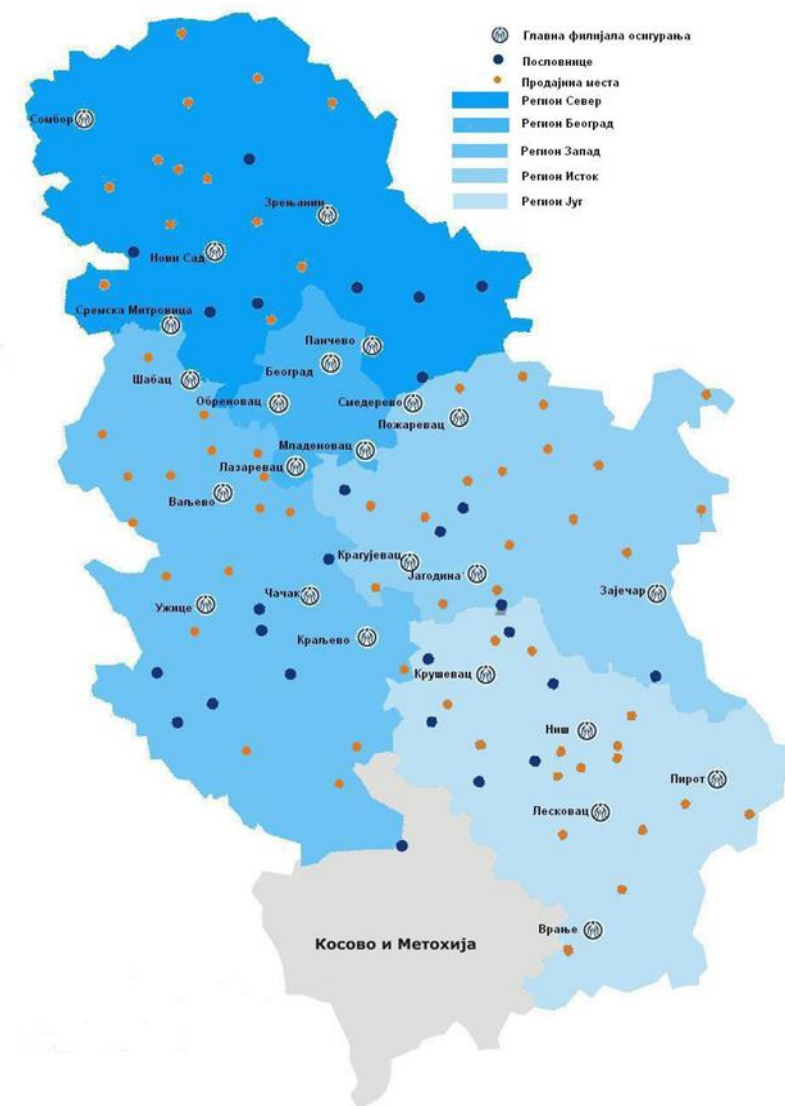 Главна филијала осигурања
Пословнице
Продајнна места
Регион Север
Регион Београд
Регион Запад
Регион Исток
Регион Југ
Сомбор
Зрењанин
Нови Сад
Сремска Митровица
Панчево
Београд
Шабац
Обреновац
Смедерево
Пожаревац
Младеновац
Лазаревац
Ваљево
Крагујевац
Јагодина
Чачак
Зајечар
Ужице
Краљево
Крушевац
Ниш
Пирот
Лесковац
Врање
Косово и Метохија